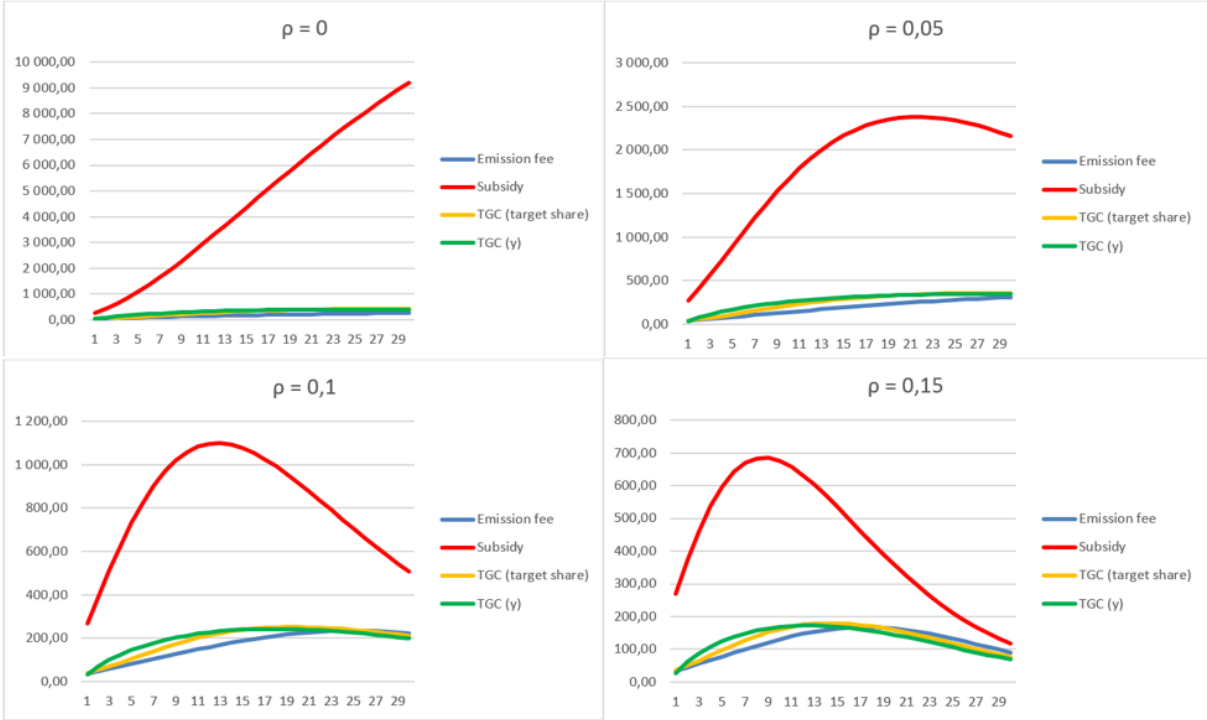 ρ = 0
10 000,00
9 000,00
8 000,00
7 000,00
6 000,00
5 000,00
4 000,00
3 000,00
2 000,00
1 000,00
0,00
1 3 5 7 9 11 13 15 17 19 21 23 25 27 29
Emission fee
Subsidy
TGC (target share)
TGC (y)
ρ = 0,05
3 000,00
2 500,00
2 000,00
1 500,00
1 000,00
500,00
0,00
1 3 5 7 9 11 13 15 17 19 21 23 25 27 29
Emission fee
Subsidy
TGC (target share)
TGC (y)
ρ = 0,1
1 200,00
1 000,00
800,00
600,00
400,00
200,00
0,00
1 3 5 7 9 11 13 15 17 19 21 23 25 27 29
Emission fee
Subsidy
TGC (target share)
TGC (y)
ρ = 0,15
800,00
700,00
600,00
500,00
400,00
300,00
200,00
100,00
0,00
1 3 5 7 9 11 13 15 17 19 21 23 25 27 29
Emission fee
Subsidy
TGC (target share)
TGC (y)